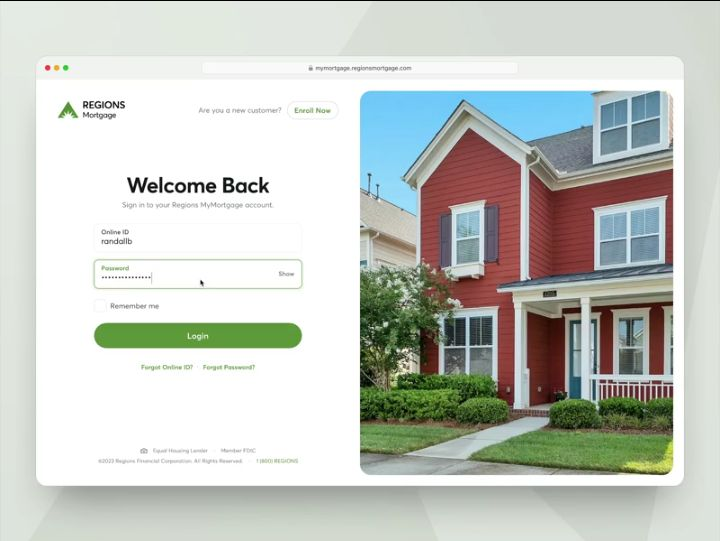 mymortgage.regionsmortgage.com
REGIONS
Mortgage
Are you a new customer?
Enroll Now
Welcome Back
Sign in to your Regions MyMortgage account.
Online ID
randallb
Password
••••••••••••••
Show
Remember me
Login
Forgot Online ID? · Forgot Password?
Equal Housing Lender · Member FDIC
©2022 Regions Financial Corporation. All Rights Reserved. · 1 (800) REGIONS